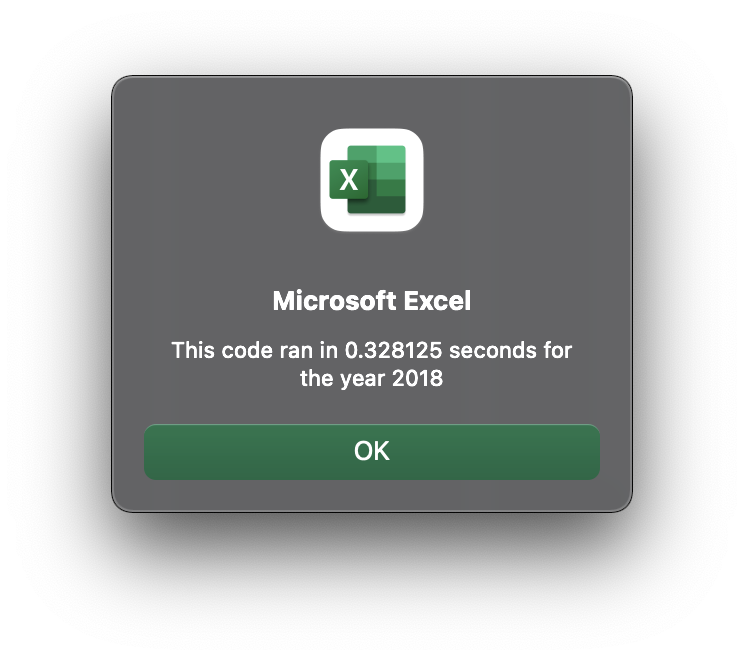 X
Microsoft Excel
This code ran in 0.328125 seconds for
the year 2018
OK